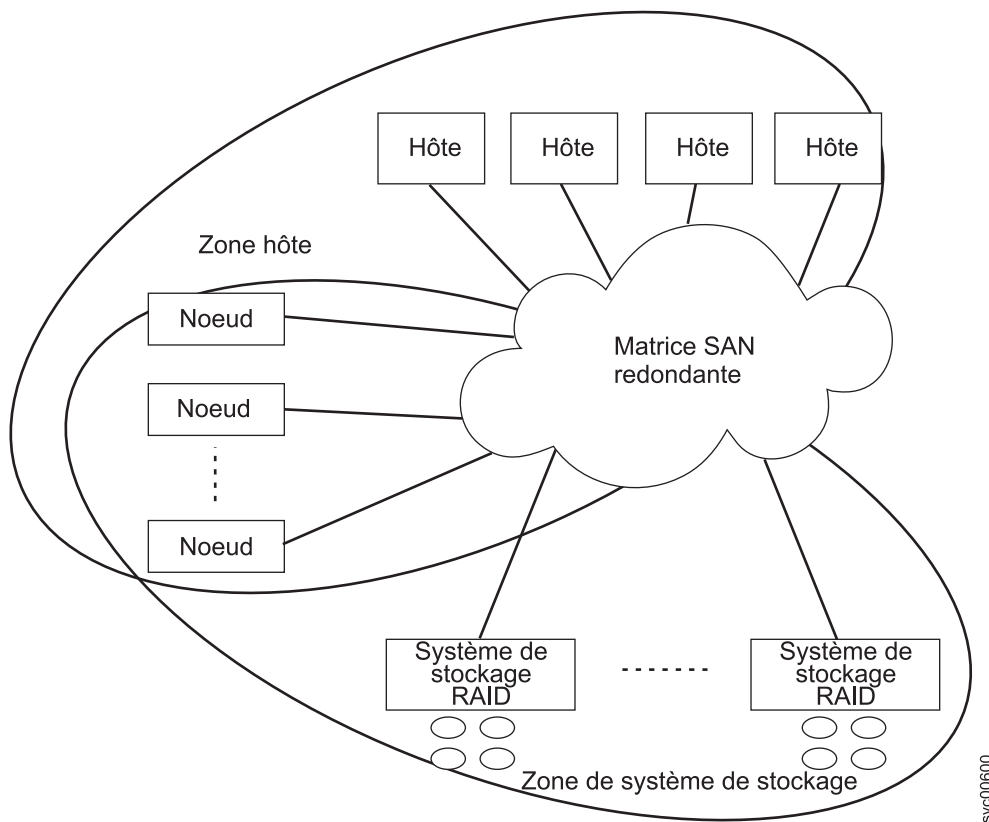 Hôte
Hôte
Hôte
Hôte
Zone hôte
Noeud
Matrice SAN
redondante
Noeud
Noeud
Système de
stockage
RAID
Système de
stockage
RAID
Zone de système de stockage
svc00600